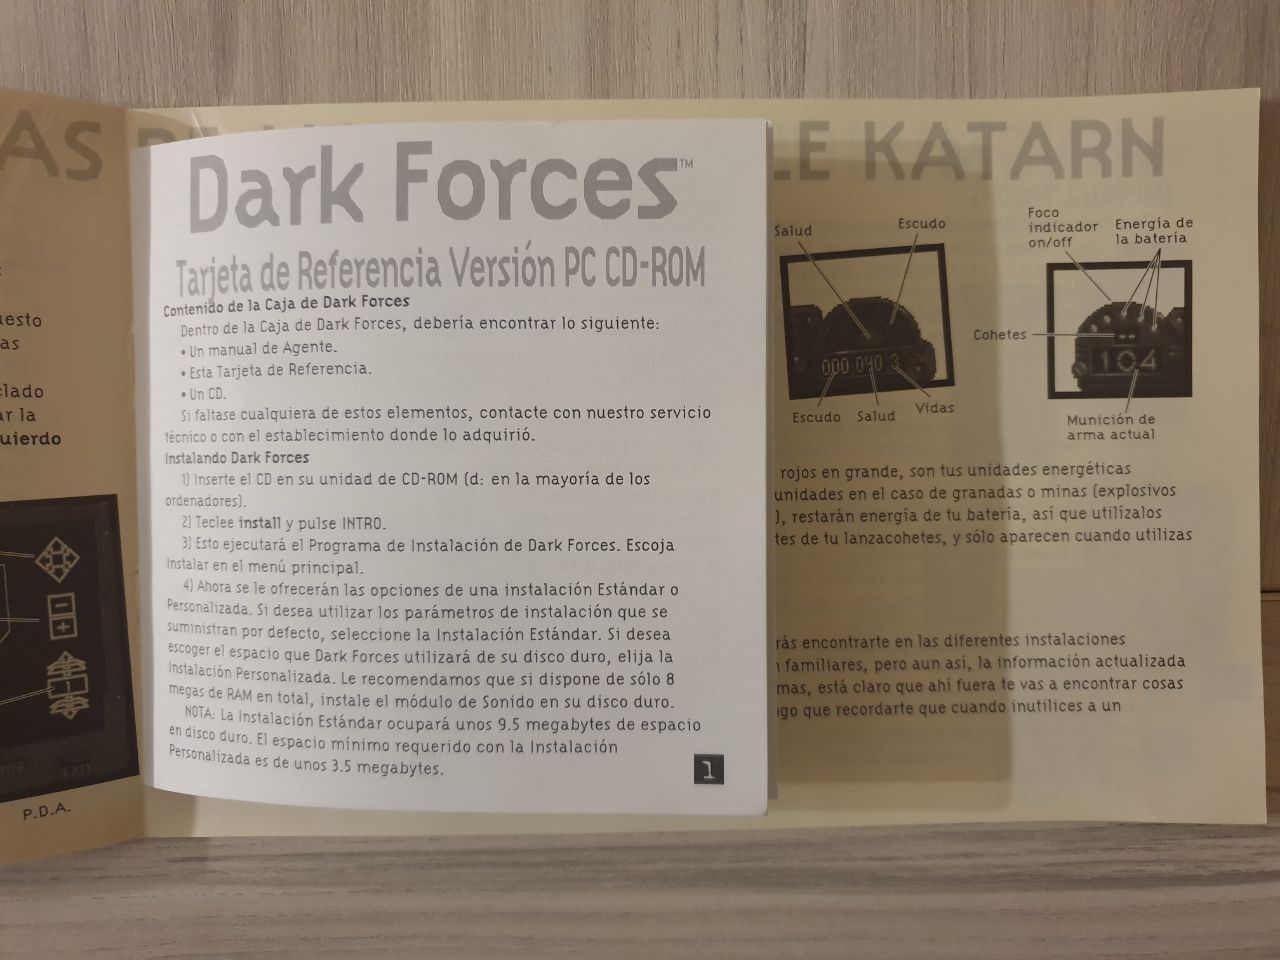 AS
LE KATARN
Dark Forces™
Tarjeta de Referencia Versión PC CD-ROM
Contenido de la Caja de Dark Forces
Dentro de la Caja de Dark Forces, debería encontrar lo siguiente:
• Un manual de Agente.
• Esta Tarjeta de Referencia.
• Un CD.
Si faltase cualquiera de estos elementos, contacte con nuestro servicio
técnico o con el establecimiento donde lo adquirió.
Instalando Dark Forces
1) Inserte el CD en su unidad de CD-ROM (d: en la mayoría de los
ordenadores).
2) Teclee install y pulse INTRO.
3) Esto ejecutará el Programa de Instalación de Dark Forces. Escoja
Instalar en el menú principal.
4) Ahora se le ofrecerán las opciones de una instalación Estándar o
Personalizada. Si desea utilizar los parámetros de instalación que se
suministran por defecto, seleccione la Instalación Estándar. Si desea
escoger el espacio que Dark Forces utilizará de su disco duro, elija la
Instalación Personalizada. Le recomendamos que si dispone de sólo 8
megas de RAM en total, instale el módulo de Sonido en su disco duro.
NOTA: La Instalación Estándar ocupará unos 9.5 megabytes de espacio
en disco duro. El espacio mínimo requerido con la Instalación
Personalizada es de unos 3.5 megabytes.
1
uesto
as
clado
ar la
uierdo
EXIT
P.D.A.
Salud
Escudo
000 090 3
Escudo
Salud
Vidas
Foco
indicador
on/off
Energía de
la batería
Cohetes
104
Munición de
arma actual
rojos en grande, son tus unidades energéticas
unidades en el caso de granadas o minas (explosivos
), restarán energía de tu batería, así que utilízalos
tes de tu lanzacohetes, y sólo aparecen cuando utilizas
rás encontrarte en las diferentes instalaciones
familiares, pero aun así, la información actualizada
mas, está claro que ahí fuera te vas a encontrar cosas
ngo que recordarte que cuando inutilices a un